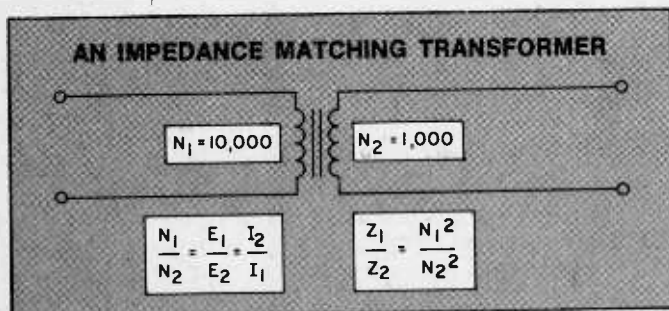 AN IMPEDANCE MATCHING TRANSFORMER
N₁ = 10,000
N₂ = 1,000
N₁/N₂ = E₁/E₂ = I₂/I₁
Z₁/Z₂ = N₁²/N₂²